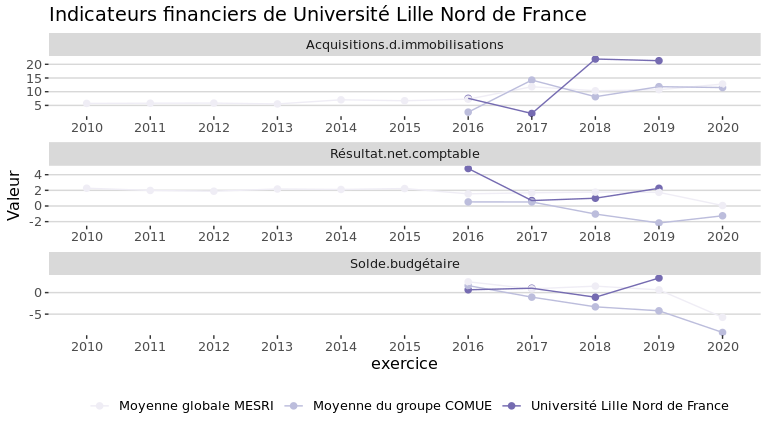 Indicateurs financiers de Université Lille Nord de France
Acquisitions.d.immobilisations
20
15
10
5
2010 2011 2012 2013 2014 2015 2016 2017 2018 2019 2020
Résultat.net.comptable
4
2
0
-2
2010 2011 2012 2013 2014 2015 2016 2017 2018 2019 2020
Valeur
Solde.budgétaire
0
-5
2010 2011 2012 2013 2014 2015 2016 2017 2018 2019 2020
exercice
Moyenne globale MESRI Moyenne du groupe COMUE Université Lille Nord de France